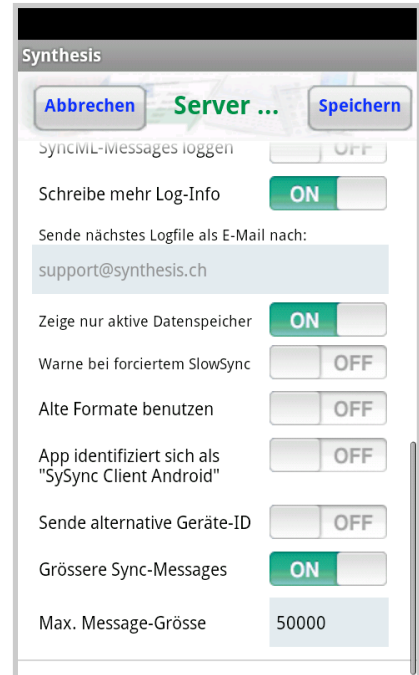 Synthesis
Abbrechen Server ... Speichern
SyncML-Messages loggen OFF
Schreibe mehr Log-Info ON
Sende nächstes Logfile als E-Mail nach:
support@synthesis.ch
Zeige nur aktive Datenspeicher ON
Warne bei forciertem SlowSync OFF
Alte Formate benutzen OFF
App identifiziert sich als OFF
"SySync Client Android"
Sende alternative Geräte-ID OFF
Grössere Sync-Messages ON
Max. Message-Grösse 50000